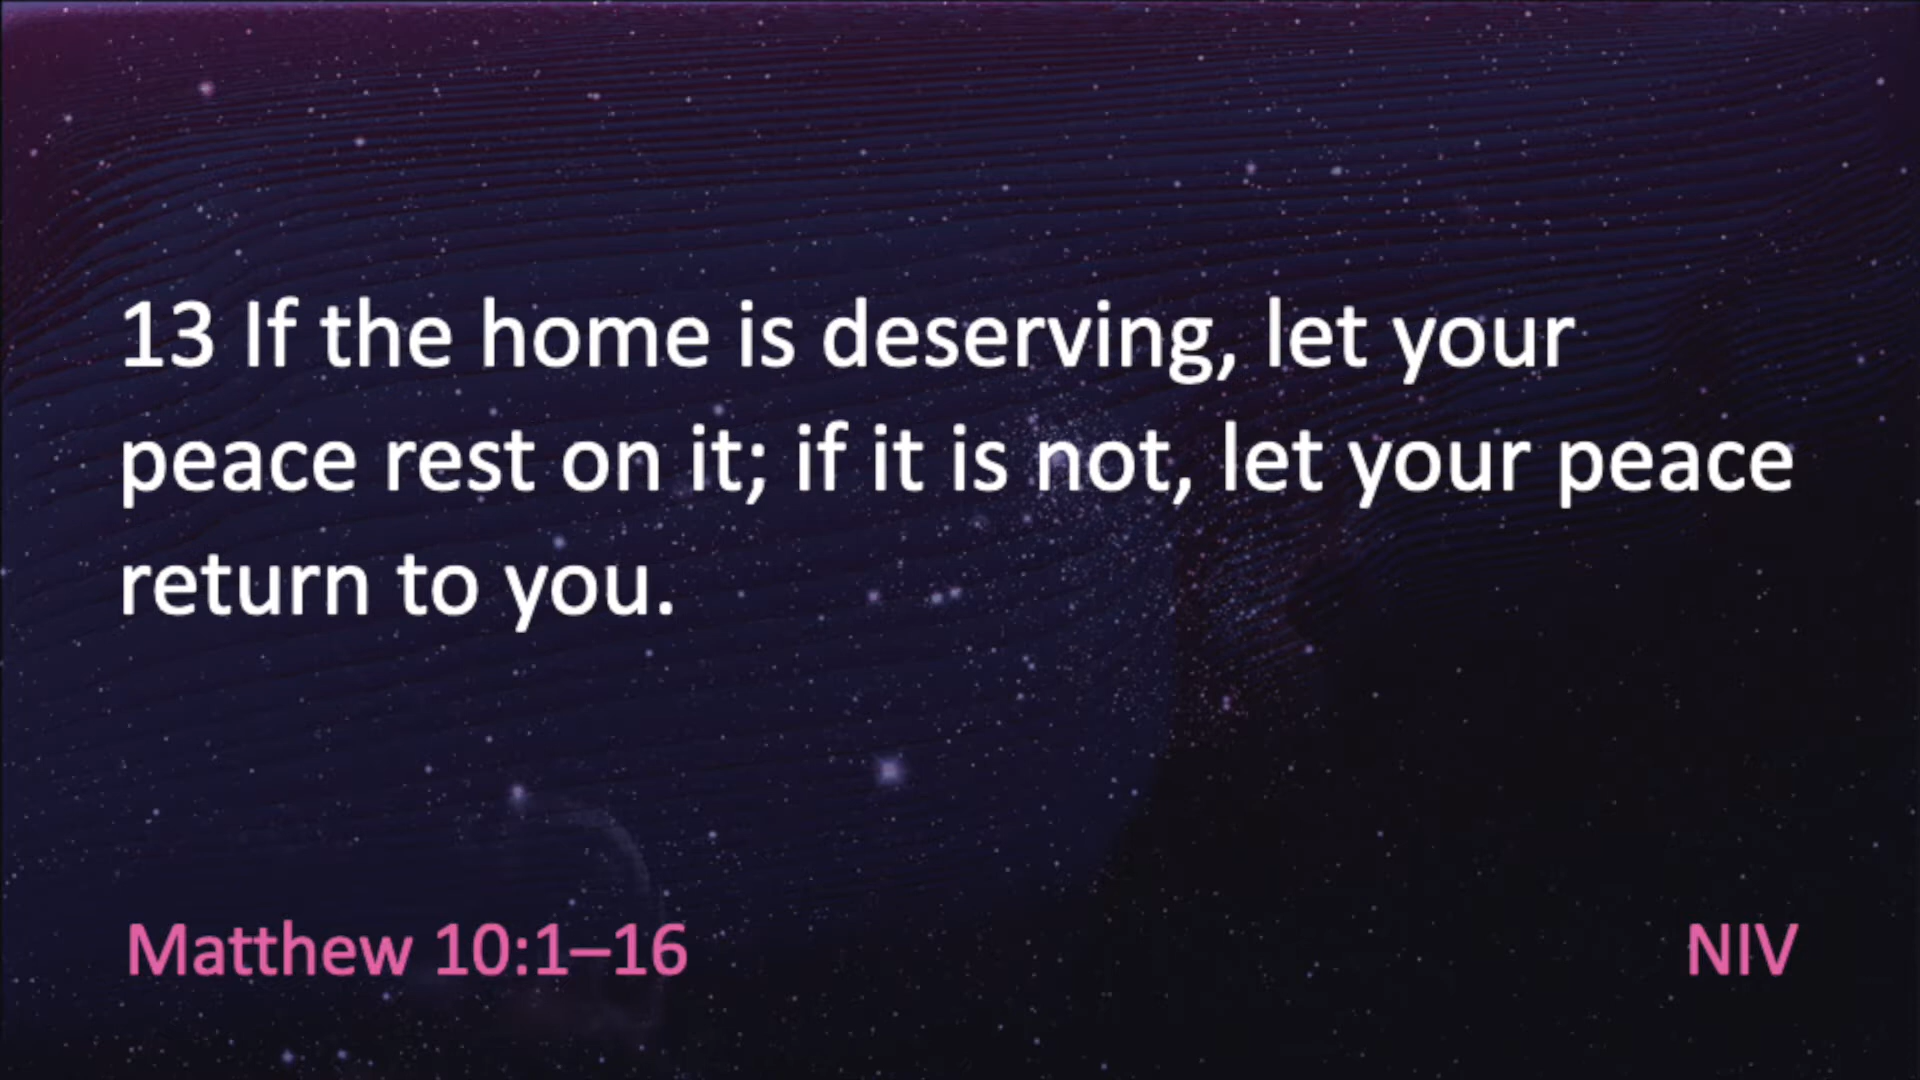 13 If the home is deserving, let your
peace rest on it; if it is not, let your peace
return to you.
Matthew 10:1–16
NIV